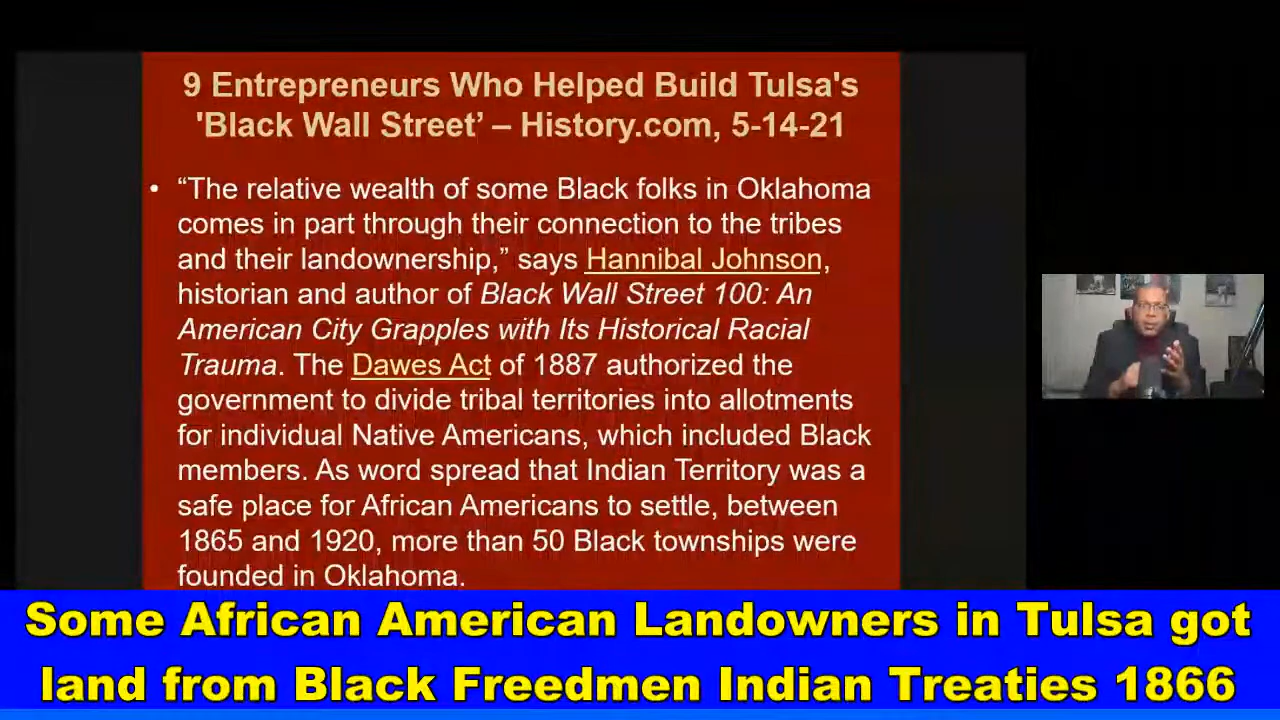 9 Entrepreneurs Who Helped Build Tulsa's
'Black Wall Street’ – History.com, 5-14-21
• “The relative wealth of some Black folks in Oklahoma
comes in part through their connection to the tribes
and their landownership,” says Hannibal Johnson,
historian and author of Black Wall Street 100: An
American City Grapples with Its Historical Racial
Trauma. The Dawes Act of 1887 authorized the
government to divide tribal territories into allotments
for individual Native Americans, which included Black
members. As word spread that Indian Territory was a
safe place for African Americans to settle, between
1865 and 1920, more than 50 Black townships were
founded in Oklahoma.
Some African American Landowners in Tulsa got
land from Black Freedmen Indian Treaties 1866